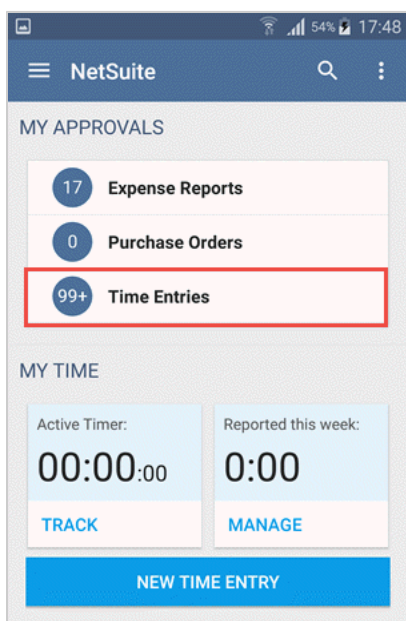 54% 17:48
NetSuite
MY APPROVALS
17 Expense Reports
0 Purchase Orders
99+ Time Entries
MY TIME
Active Timer: Reported this week:
00:00:00 0:00
TRACK MANAGE
NEW TIME ENTRY